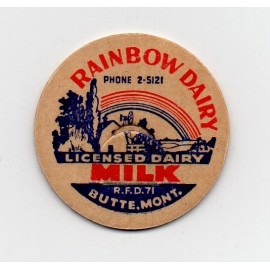 RAINBOW DAIRY
PHONE 2-5121
LICENSED DAIRY
MILK
R.F.D. 71
BUTTE, MONT.